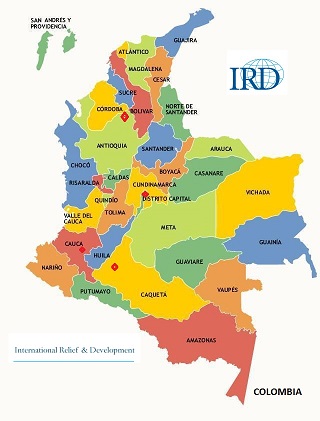 SAN ANDRÉS Y
PROVIDENCIA
GUAJIRA
ATLÁNTICO
IRD
MAGDALENA
CESAR
SUCRE
CÓRDOBA
BOLIVAR
NORTE DE
SANTANDER
ANTIOQUIA
SANTANDER
ARAUCA
CHOCÓ
BOYACÁ
CASANARE
RISARALDA
CALDAS
CUNDINAMARCA
VICHADA
QUINDÍO
DISTRITO CAPITAL
VALLE DEL
CAUCA
TOLIMA
META
CAUCA
HUILA
GUAINÍA
NARIÑO
GUAVIARE
PUTUMAYO
CAQUETA
VAUPÉS
AMAZONAS
International Relief & Development
COLOMBIA